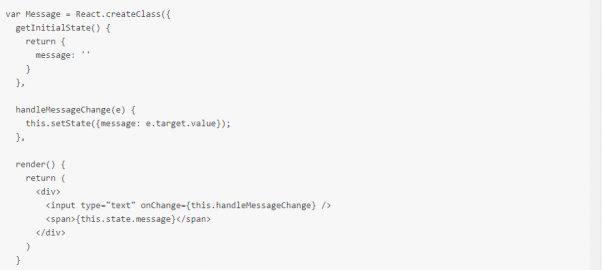 var Message = React.createClass({
  getInitialState() {
    return {
      message: ''
    }
  },

  handleMessageChange(e) {
    this.setState({message: e.target.value});
  },

  render() {
    return (
      <div>
        <input type="text" onChange={this.handleMessageChange} />
        <span>{this.state.message}</span>
      </div>
    )
  }